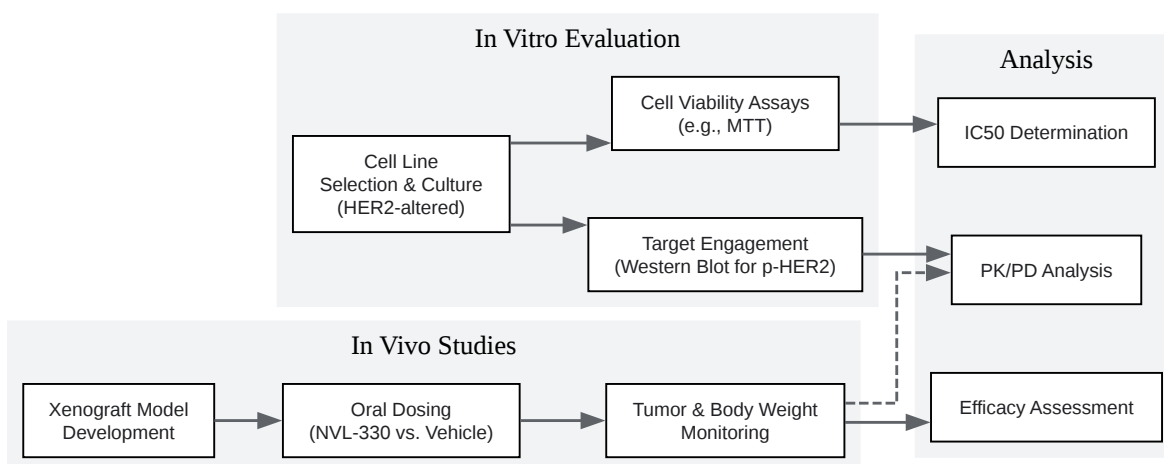 In Vitro Evaluation
Cell Line
Selection & Culture
(HER2-altered)
Cell Viability Assays
(e.g., MTT)
Target Engagement
(Western Blot for p-HER2)
Analysis
IC50 Determination
PK/PD Analysis
Efficacy Assessment
In Vivo Studies
Xenograft Model
Development
Oral Dosing
(NVL-330 vs. Vehicle)
Tumor & Body Weight
Monitoring